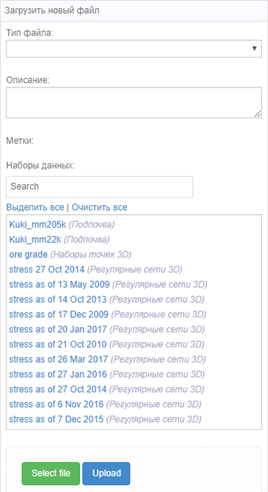 Загрузить новый файл
Тип файла:
Описание:
Метки:
Наборы данных:
Search
Выделить все | Очистить все
Kuki_mm205k (Подпочва)
Kuki_mm22k (Подпочва)
ore grade (Наборы точек 3D)
stress 27 Oct 2014 (Регулярные сети 3D)
stress as of 13 May 2009 (Регулярные сети 3D)
stress as of 14 Oct 2013 (Регулярные сети 3D)
stress as of 17 Dec 2009 (Регулярные сети 3D)
stress as of 20 Jan 2017 (Регулярные сети 3D)
stress as of 21 Oct 2010 (Регулярные сети 3D)
stress as of 26 Mar 2017 (Регулярные сети 3D)
stress as of 27 Jan 2016 (Регулярные сети 3D)
stress as of 27 Oct 2014 (Регулярные сети 3D)
stress as of 6 Nov 2016 (Регулярные сети 3D)
stress as of 7 Dec 2015 (Регулярные сети 3D)
Select file Upload